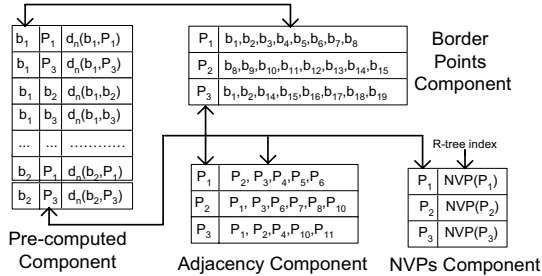 b1 P1 dn(b1,P1)
b1 P3 dn(b1,P3)
b1 b2 dn(b1,b2)
b1 b3 dn(b1,b3)
... ... ............
b2 P1 dn(b2,P1)
b2 P3 dn(b2,P3)
Pre-computed
Component
P1 b1,b2,b3,b4,b5,b6,b7,b8
P2 b8,b9,b10,b11,b12,b13,b14,b15
P3 b1,b2,b14,b15,b16,b17,b18,b19
Border
Points
Component
P1 P2, P3,P4,P5,P6
P2 P1, P3,P6,P7,P8,P10
P3 P1, P2,P4,P10,P11
Adjacency Component
R-tree index
P1 NVP(P1)
P2 NVP(P2)
P3 NVP(P3)
NVPs Component